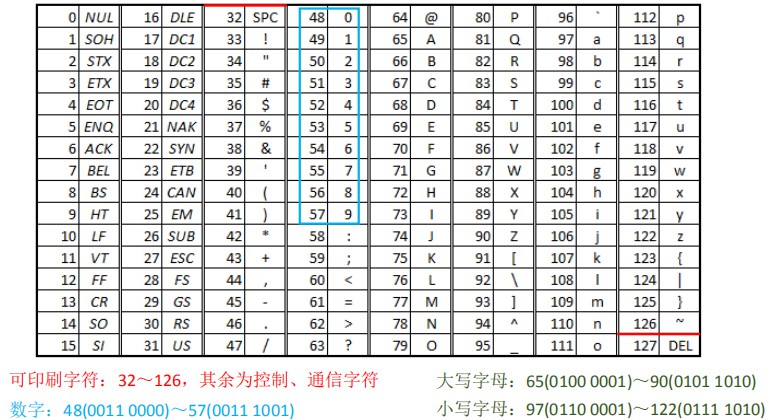 0 NUL 16 DLE 32 SPC 48 0 64 @ 80 P 96 ` 112 p
1 SOH 17 DC1 33 ! 49 1 65 A 81 Q 97 a 113 q
2 STX 18 DC2 34 " 50 2 66 B 82 R 98 b 114 r
3 ETX 19 DC3 35 # 51 3 67 C 83 S 99 c 115 s
4 EOT 20 DC4 36 $ 52 4 68 D 84 T 100 d 116 t
5 ENQ 21 NAK 37 % 53 5 69 E 85 U 101 e 117 u
6 ACK 22 SYN 38 & 54 6 70 F 86 V 102 f 118 v
7 BEL 23 ETB 39 ' 55 7 71 G 87 W 103 g 119 w
8 BS 24 CAN 40 ( 56 8 72 H 88 X 104 h 120 x
9 HT 25 EM 41 ) 57 9 73 I 89 Y 105 i 121 y
10 LF 26 SUB 42 * 58 : 74 J 90 Z 106 j 122 z
11 VT 27 ESC 43 + 59 ; 75 K 91 [ 107 k 123 {
12 FF 28 FS 44 , 60 < 76 L 92 \ 108 l 124 |
13 CR 29 GS 45 - 61 = 77 M 93 ] 109 m 125 }
14 SO 30 RS 46 . 62 > 78 N 94 ^ 110 n 126 ~
15 SI 31 US 47 / 63 ? 79 O 95 _ 111 o 127 DEL
可印刷字符：32～126，其余为控制、通信字符
大写字母：65(0100 0001)～90(0101 1010)
数字：48(0011 0000)～57(0011 1001)
小写字母：97(0110 0001)～122(0111 1010)